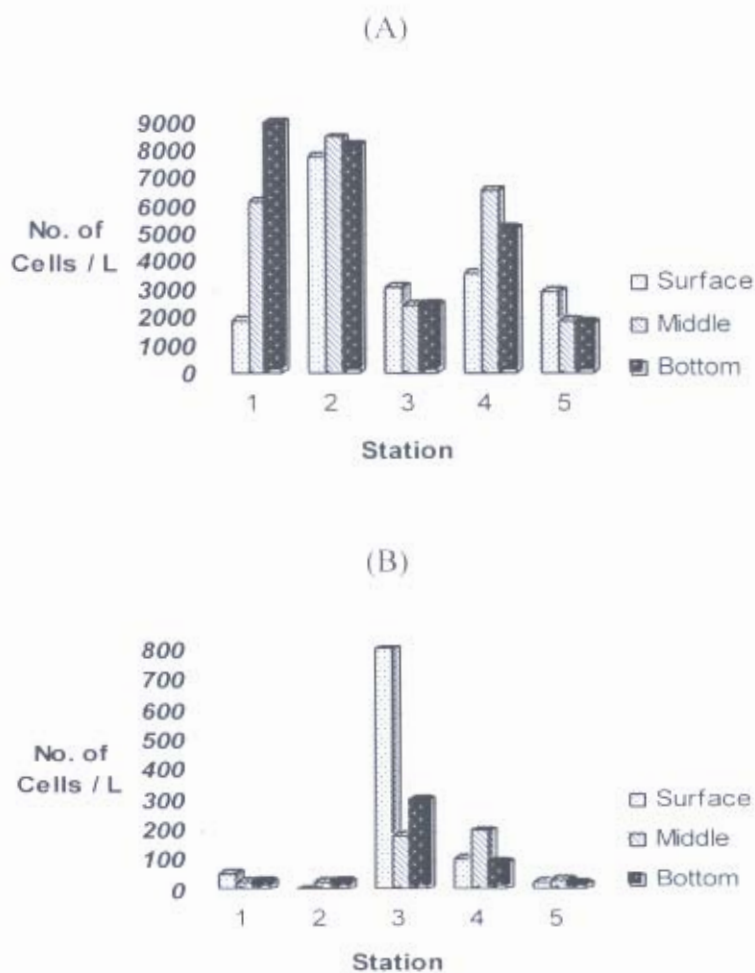 (A)
9000
8000
7000
6000
5000
4000
3000
2000
1000
0
No. of
Cells / L
1 2 3 4 5
Station
Surface
Middle
Bottom
(B)
800
700
600
500
400
300
200
100
0
No. of
Cells / L
1 2 3 4 5
Station
Surface
Middle
Bottom